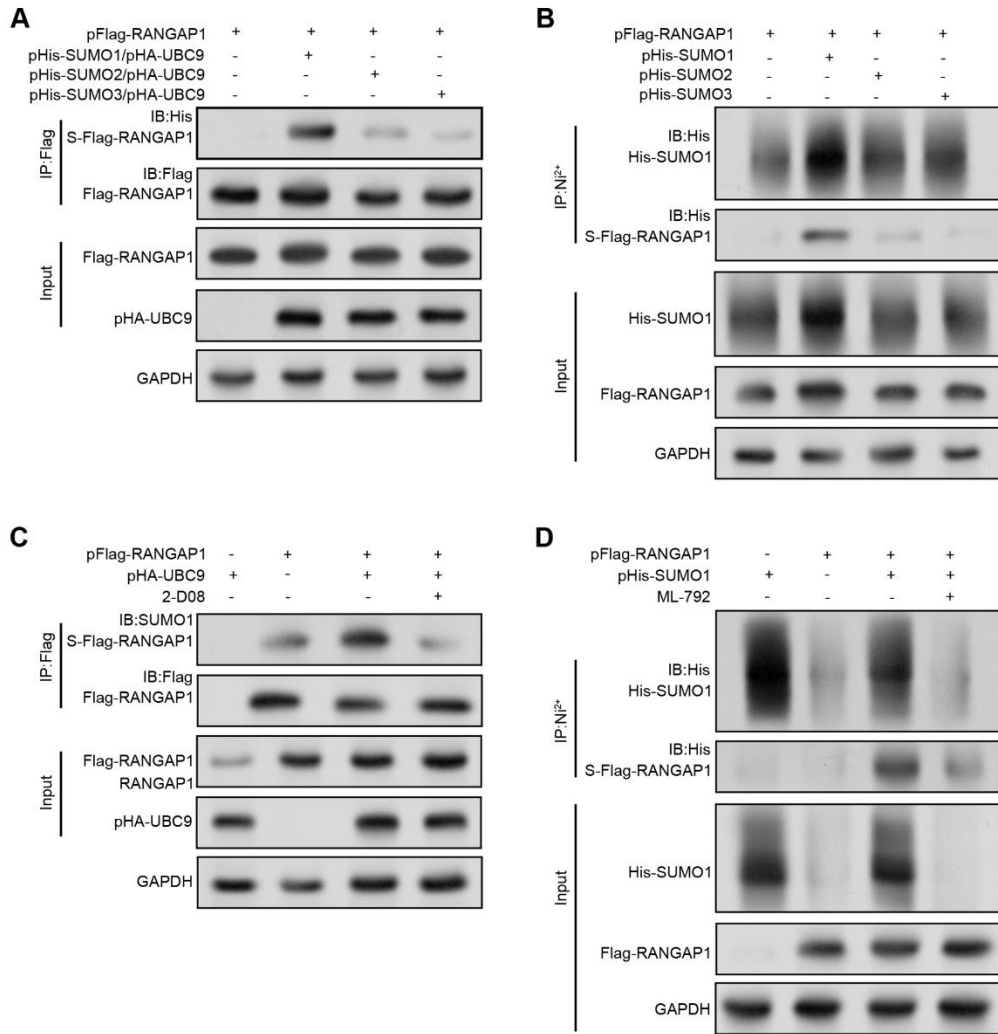 A
pFlag-RANGAP1 + + + +
pHis-SUMO1/pHA-UBC9 - + - -
pHis-SUMO2/pHA-UBC9 - - + -
pHis-SUMO3/pHA-UBC9 - - - +
IP:Flag
IB:His
S-Flag-RANGAP1
IB:Flag
Flag-RANGAP1
Input
Flag-RANGAP1
pHA-UBC9
GAPDH
B
pFlag-RANGAP1 + + + +
pHis-SUMO1 - + - -
pHis-SUMO2 - - + -
pHis-SUMO3 - - - +
IP:Ni²⁺
IB:His
His-SUMO1
IB:His
S-Flag-RANGAP1
Input
His-SUMO1
Flag-RANGAP1
GAPDH
C
pFlag-RANGAP1 - + + +
pHA-UBC9 + - + +
2-D08 - - - +
IP:Flag
IB:SUMO1
S-Flag-RANGAP1
IB:Flag
Flag-RANGAP1
Input
Flag-RANGAP1
RANGAP1
pHA-UBC9
GAPDH
D
pFlag-RANGAP1 - + + +
pHis-SUMO1 + - + +
ML-792 - - - +
IP:Ni²⁺
IB:His
His-SUMO1
IB:His
S-Flag-RANGAP1
Input
His-SUMO1
Flag-RANGAP1
GAPDH